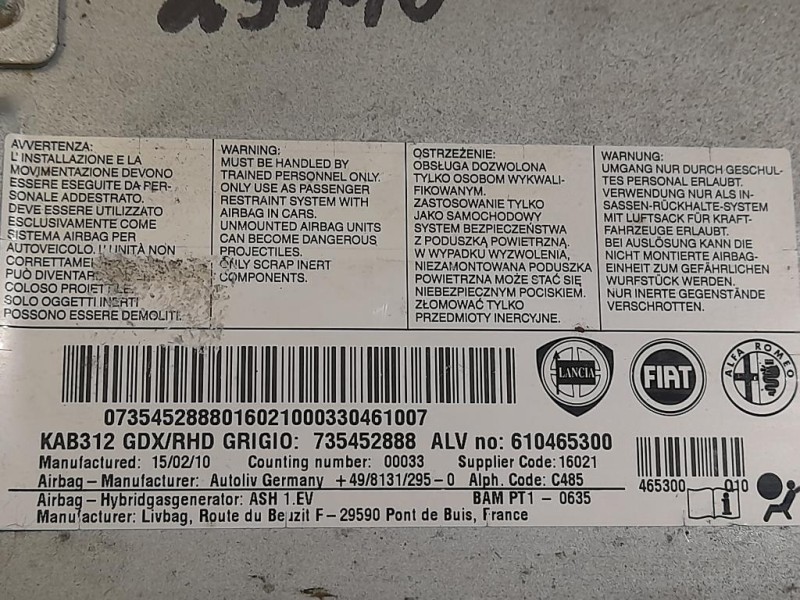 AVVERTENZA:
L'INSTALLAZIONE E LA
MOVIMENTAZIONE DEVONO
ESSERE ESEGUITE DA PER-
SONALE ADDESTRATO.
DEVE ESSERE UTILIZZATO
ESCLUSIVAMENTE COME
SISTEMA AIRBAG PER
AUTOVEICOLO. L'UNITÀ NON
CORRETTAME
PUÒ DIVENTAR
COLOSO PROIETTILE.
SOLO OGGETTI INERTI
POSSONO ESSERE DEMOLITI.
WARNING:
MUST BE HANDLED BY
TRAINED PERSONNEL ONLY.
ONLY USE AS PASSENGER
RESTRAINT SYSTEM WITH
AIRBAG IN CARS.
UNMOUNTED AIRBAG UNITS
CAN BECOME DANGEROUS
PROJECTILES.
ONLY SCRAP INERT
COMPONENTS.
OSTRZEŻENIE:
OBSŁUGA DOZWOLONA
TYLKO OSOBOM WYKWALI-
FIKOWANYM.
ZASTOSOWANIE TYLKO
JAKO SAMOCHODOWY
SYSTEM BEZPIECZEŃSTWA
Z PODUSZKĄ POWIETRZNĄ.
W WYPADKU WYZWOLENIA,
NIEZAMONTOWANA PODUSZKA
POWIETRZNA MOŻE STAĆ SIĘ
NIEBEZPIECZNYM POCISKIEM.
ZŁOMOWAĆ TYLKO
PRZEDMIOTY INERCYJNE.
WARNUNG:
UMGANG NUR DURCH GESCHUL-
TES PERSONAL ERLAUBT.
VERWENDUNG NUR ALS IN-
SASSEN-RÜCKHALTE-SYSTEM
MIT LUFTSACK FÜR KRAFT-
FAHRZEUGE ERLAUBT.
BEI AUSLÖSUNG KANN DIE
NICHT MONTIERTE AIRBAG-
EINHEIT ZUM GEFÄHRLICHEN
WURFSTÜCK WERDEN.
NUR INERTE GEGENSTÄNDE
VERSCHROTTEN.
LANCIA
FIAT
ALFA ROMEO
0735452888016021000330461007
KAB312 GDX/RHD GRIGIO: 735452888 ALV no: 610465300
Manufactured: 15/02/10 Counting number: 00033 Supplier Code: 16021
Airbag - Manufacturer: Autoliv Germany +49/8131/295-0 Alph. Code: C485
Airbag - Hybridgasgenerator: ASH 1.EV BAM PT1 - 0635
Manufacturer: Livbag, Route du Beuzit F-29590 Pont de Buis, France
465300 010
i